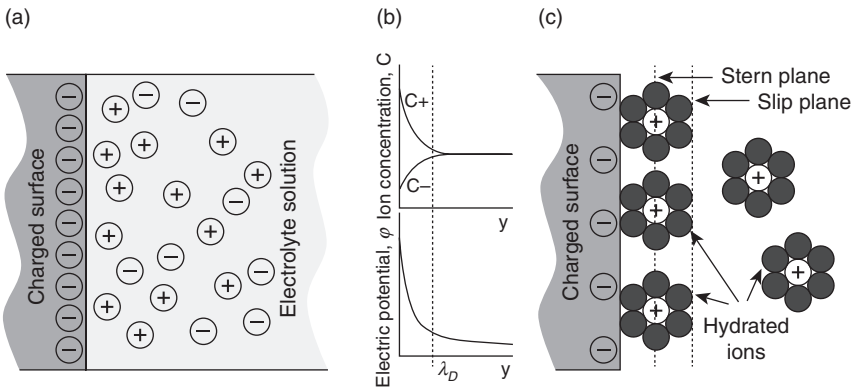 (a)
Charged surface
Electrolyte solution
(b)
Ion concentration, C
C+
C−
y
Electric potential, φ
λD
y
(c)
Charged surface
Stern plane
Slip plane
Hydrated
ions